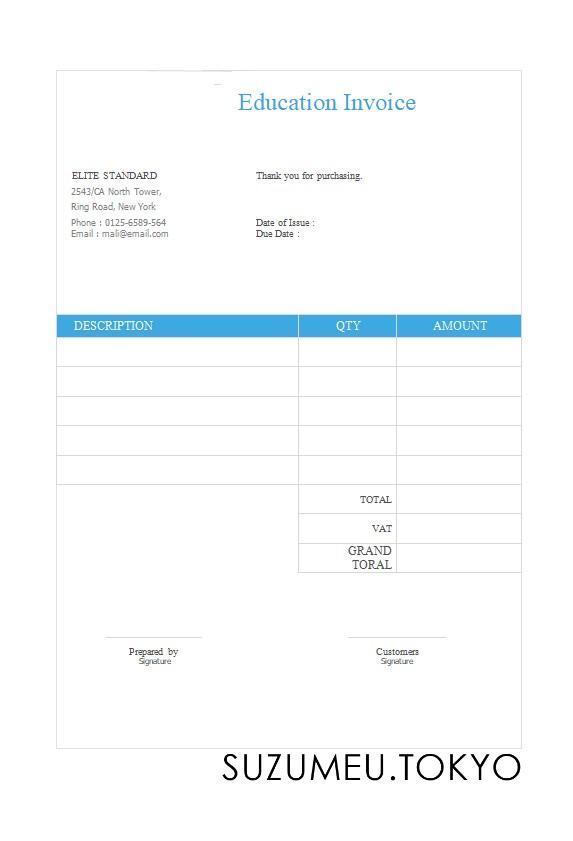 Education Invoice
ELITE STANDARD
2543/CA North Tower,
Ring Road, New York
Phone : 0125-6589-564
Email : mali@email.com
Thank you for purchasing.
Date of Issue :
Due Date :
DESCRIPTION QTY AMOUNT
TOTAL
VAT
GRAND
TORAL
Prepared by
Signature
Customers
Signature
SUZUMEU.TOKYO